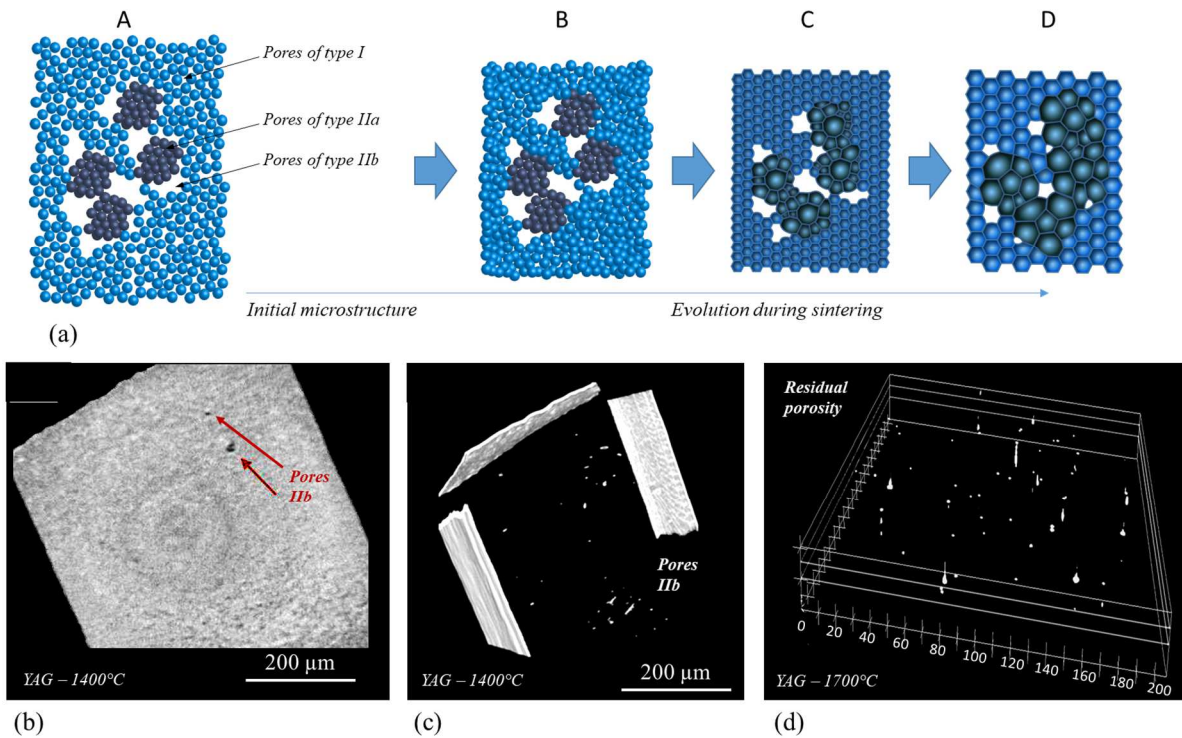 A
B
C
D
Pores of type I
Pores of type IIa
Pores of type IIb
Initial microstructure
Evolution during sintering
(a)
Pores
IIb
200 µm
YAG – 1400°C
(b)
Pores
IIb
200 µm
YAG – 1400°C
(c)
Residual
porosity
0 20 40 60 80 100 120 140 160 180 200
YAG – 1700°C
(d)